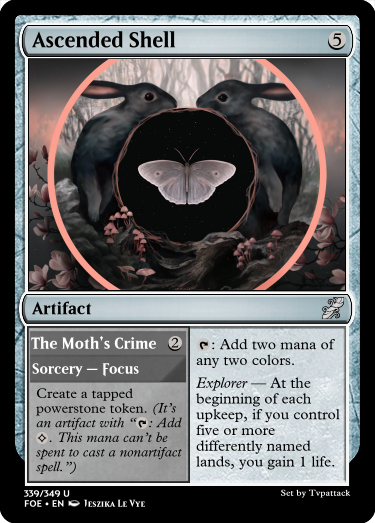 Ascended Shell 5
Artifact
The Moth's Crime 2
Sorcery — Focus
Create a tapped
powerstone token. (It's
an artifact with “: Add
. This mana can't be
spent to cast a nonartifact
spell.”)
: Add two mana of
any two colors.
Explorer — At the
beginning of each
upkeep, if you control
five or more
differently named
lands, you gain 1 life.
339/349 U
FOE • EN Jeszika Le Vye
Set by Tvpattack